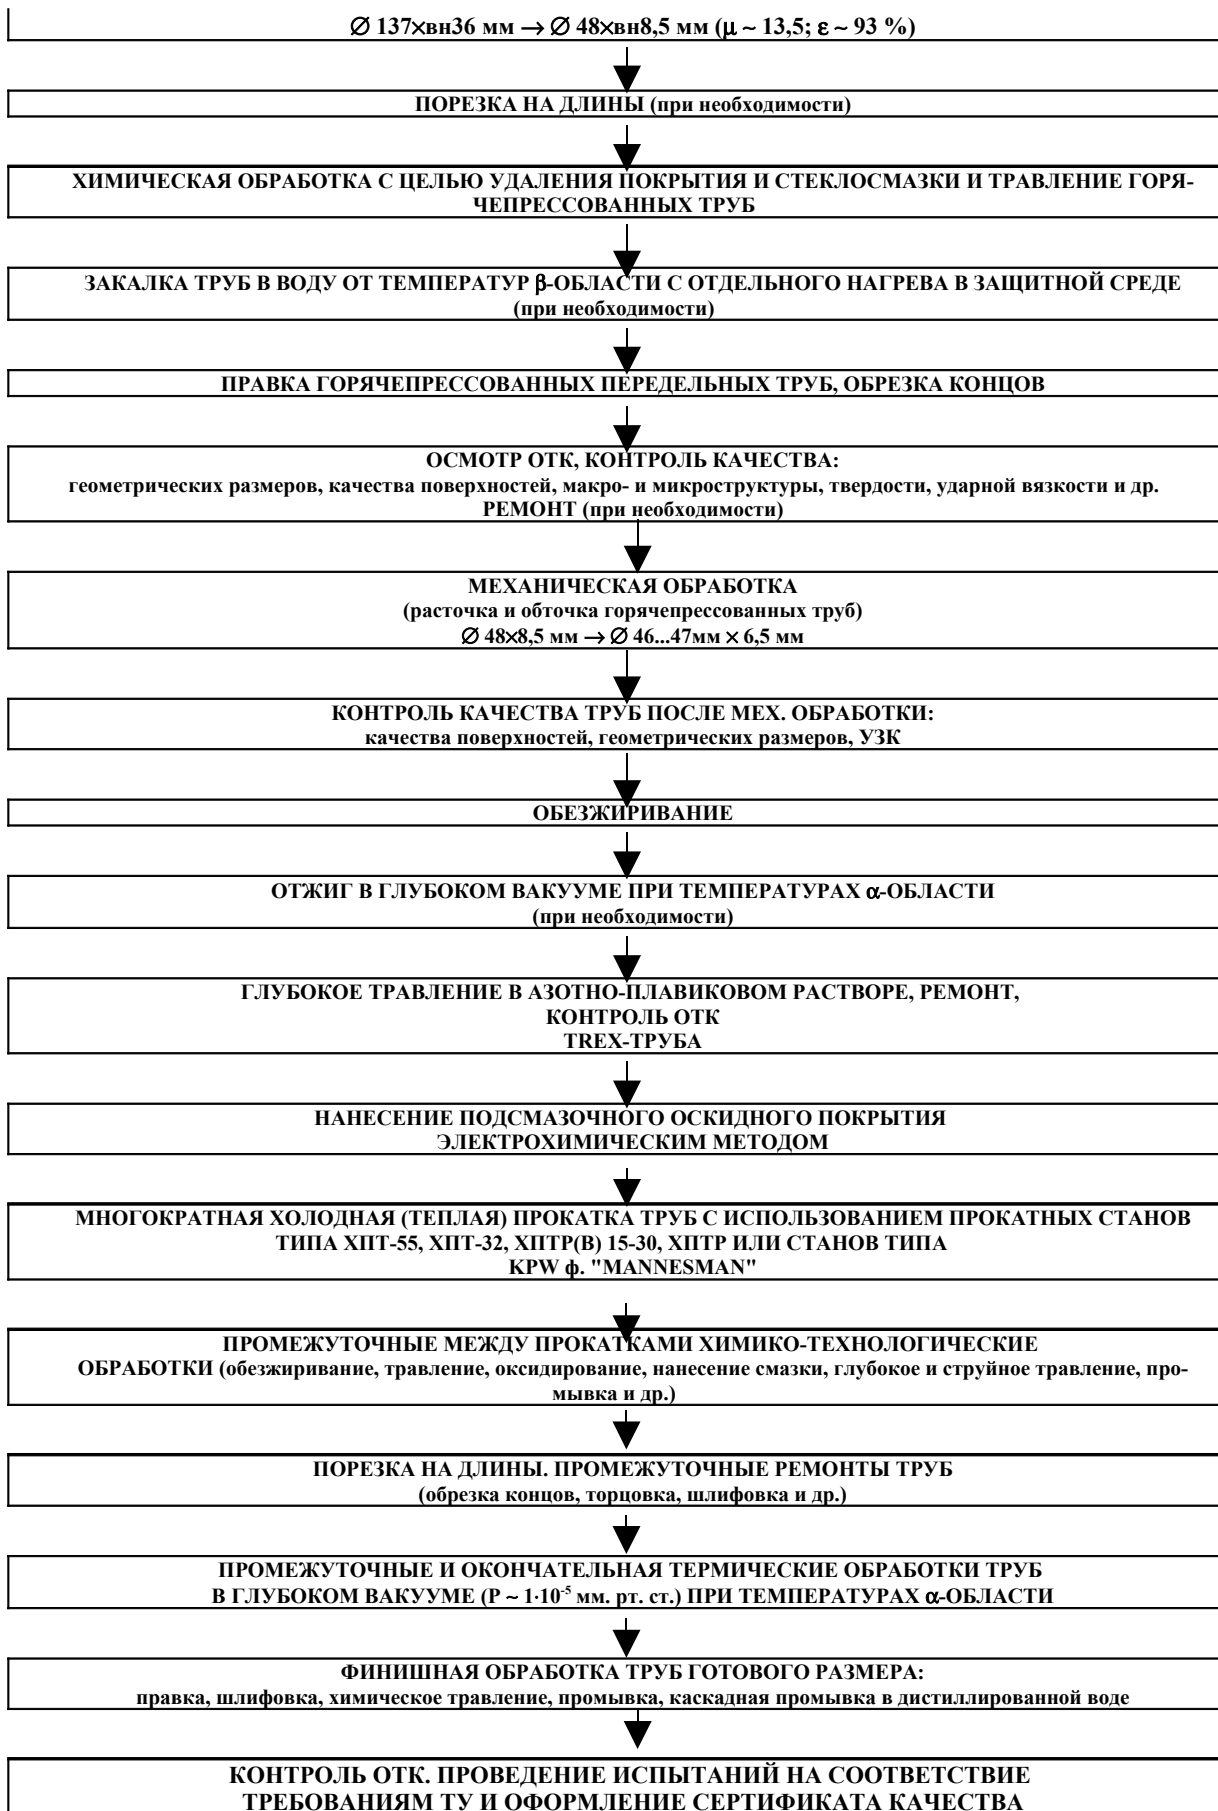 ∅ 137×вн36 мм → ∅ 48×вн8,5 мм (μ ~ 13,5; ε ~ 93 %)
ПОРЕЗКА НА ДЛИНЫ (при необходимости)
ХИМИЧЕСКАЯ ОБРАБОТКА С ЦЕЛЬЮ УДАЛЕНИЯ ПОКРЫТИЯ И СТЕКЛОСМАЗКИ И ТРАВЛЕНИЕ ГОРЯ-
ЧЕПРЕССОВАННЫХ ТРУБ
ЗАКАЛКА ТРУБ В ВОДУ ОТ ТЕМПЕРАТУР β-ОБЛАСТИ С ОТДЕЛЬНОГО НАГРЕВА В ЗАЩИТНОЙ СРЕДЕ
(при необходимости)
ПРАВКА ГОРЯЧЕПРЕССОВАННЫХ ПЕРЕДЕЛЬНЫХ ТРУБ, ОБРЕЗКА КОНЦОВ
ОСМОТР ОТК, КОНТРОЛЬ КАЧЕСТВА:
геометрических размеров, качества поверхностей, макро- и микроструктуры, твердости, ударной вязкости и др.
РЕМОНТ (при необходимости)
МЕХАНИЧЕСКАЯ ОБРАБОТКА
(расточка и обточка горячепрессованных труб)
∅ 48×8,5 мм → ∅ 46...47мм × 6,5 мм
КОНТРОЛЬ КАЧЕСТВА ТРУБ ПОСЛЕ МЕХ. ОБРАБОТКИ:
качества поверхностей, геометрических размеров, УЗК
ОБЕЗЖИРИВАНИЕ
ОТЖИГ В ГЛУБОКОМ ВАКУУМЕ ПРИ ТЕМПЕРАТУРАХ α-ОБЛАСТИ
(при необходимости)
ГЛУБОКОЕ ТРАВЛЕНИЕ В АЗОТНО-ПЛАВИКОВОМ РАСТВОРЕ, РЕМОНТ,
КОНТРОЛЬ ОТК
TREX-ТРУБА
НАНЕСЕНИЕ ПОДСМАЗОЧНОГО ОСКИДНОГО ПОКРЫТИЯ
ЭЛЕКТРОХИМИЧЕСКИМ МЕТОДОМ
МНОГОКРАТНАЯ ХОЛОДНАЯ (ТЕПЛАЯ) ПРОКАТКА ТРУБ С ИСПОЛЬЗОВАНИЕМ ПРОКАТНЫХ СТАНОВ
ТИПА ХПТ-55, ХПТ-32, ХПТР(В) 15-30, ХПТР ИЛИ СТАНОВ ТИПА
KPW ф. "MANNESMAN"
ПРОМЕЖУТОЧНЫЕ МЕЖДУ ПРОКАТКАМИ ХИМИКО-ТЕХНОЛОГИЧЕСКИЕ
ОБРАБОТКИ (обезжиривание, травление, оксидирование, нанесение смазки, глубокое и струйное травление, про-
мывка и др.)
ПОРЕЗКА НА ДЛИНЫ. ПРОМЕЖУТОЧНЫЕ РЕМОНТЫ ТРУБ
(обрезка концов, торцовка, шлифовка и др.)
ПРОМЕЖУТОЧНЫЕ И ОКОНЧАТЕЛЬНАЯ ТЕРМИЧЕСКИЕ ОБРАБОТКИ ТРУБ
В ГЛУБОКОМ ВАКУУМЕ (P ~ 1·10⁻⁵ мм. рт. ст.) ПРИ ТЕМПЕРАТУРАХ α-ОБЛАСТИ
ФИНИШНАЯ ОБРАБОТКА ТРУБ ГОТОВОГО РАЗМЕРА:
правка, шлифовка, химическое травление, промывка, каскадная промывка в дистиллированной воде
КОНТРОЛЬ ОТК. ПРОВЕДЕНИЕ ИСПЫТАНИЙ НА СООТВЕТСТВИЕ
ТРЕБОВАНИЯМ ТУ И ОФОРМЛЕНИЕ СЕРТИФИКАТА КАЧЕСТВА